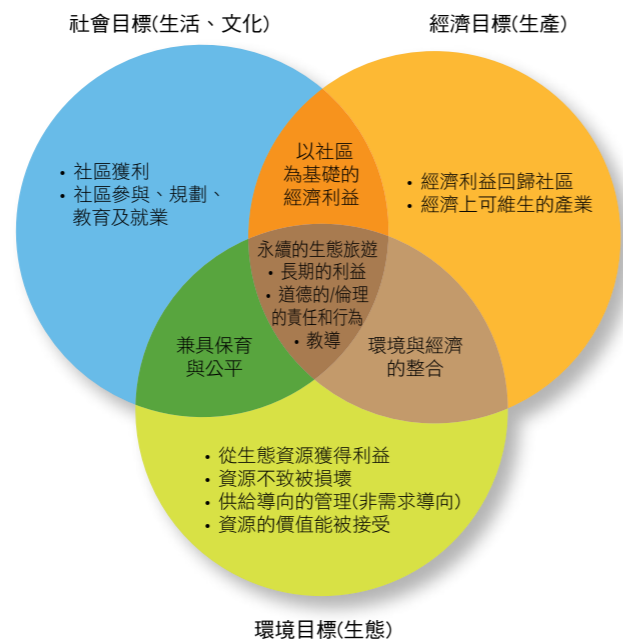 社會目標(生活、文化)
經濟目標(生產)
以社區
為基礎的
經濟利益
• 社區獲利
• 社區參與、規劃、
教育及就業
• 經濟利益回歸社區
• 經濟上可維生的產業
永續的生態旅遊
• 長期的利益
• 道德的/倫理
的責任和行為
• 教導
兼具保育
與公平
環境與經濟
的整合
• 從生態資源獲得利益
• 資源不致被損壞
• 供給導向的管理(非需求導向)
• 資源的價值能被接受
環境目標(生態)